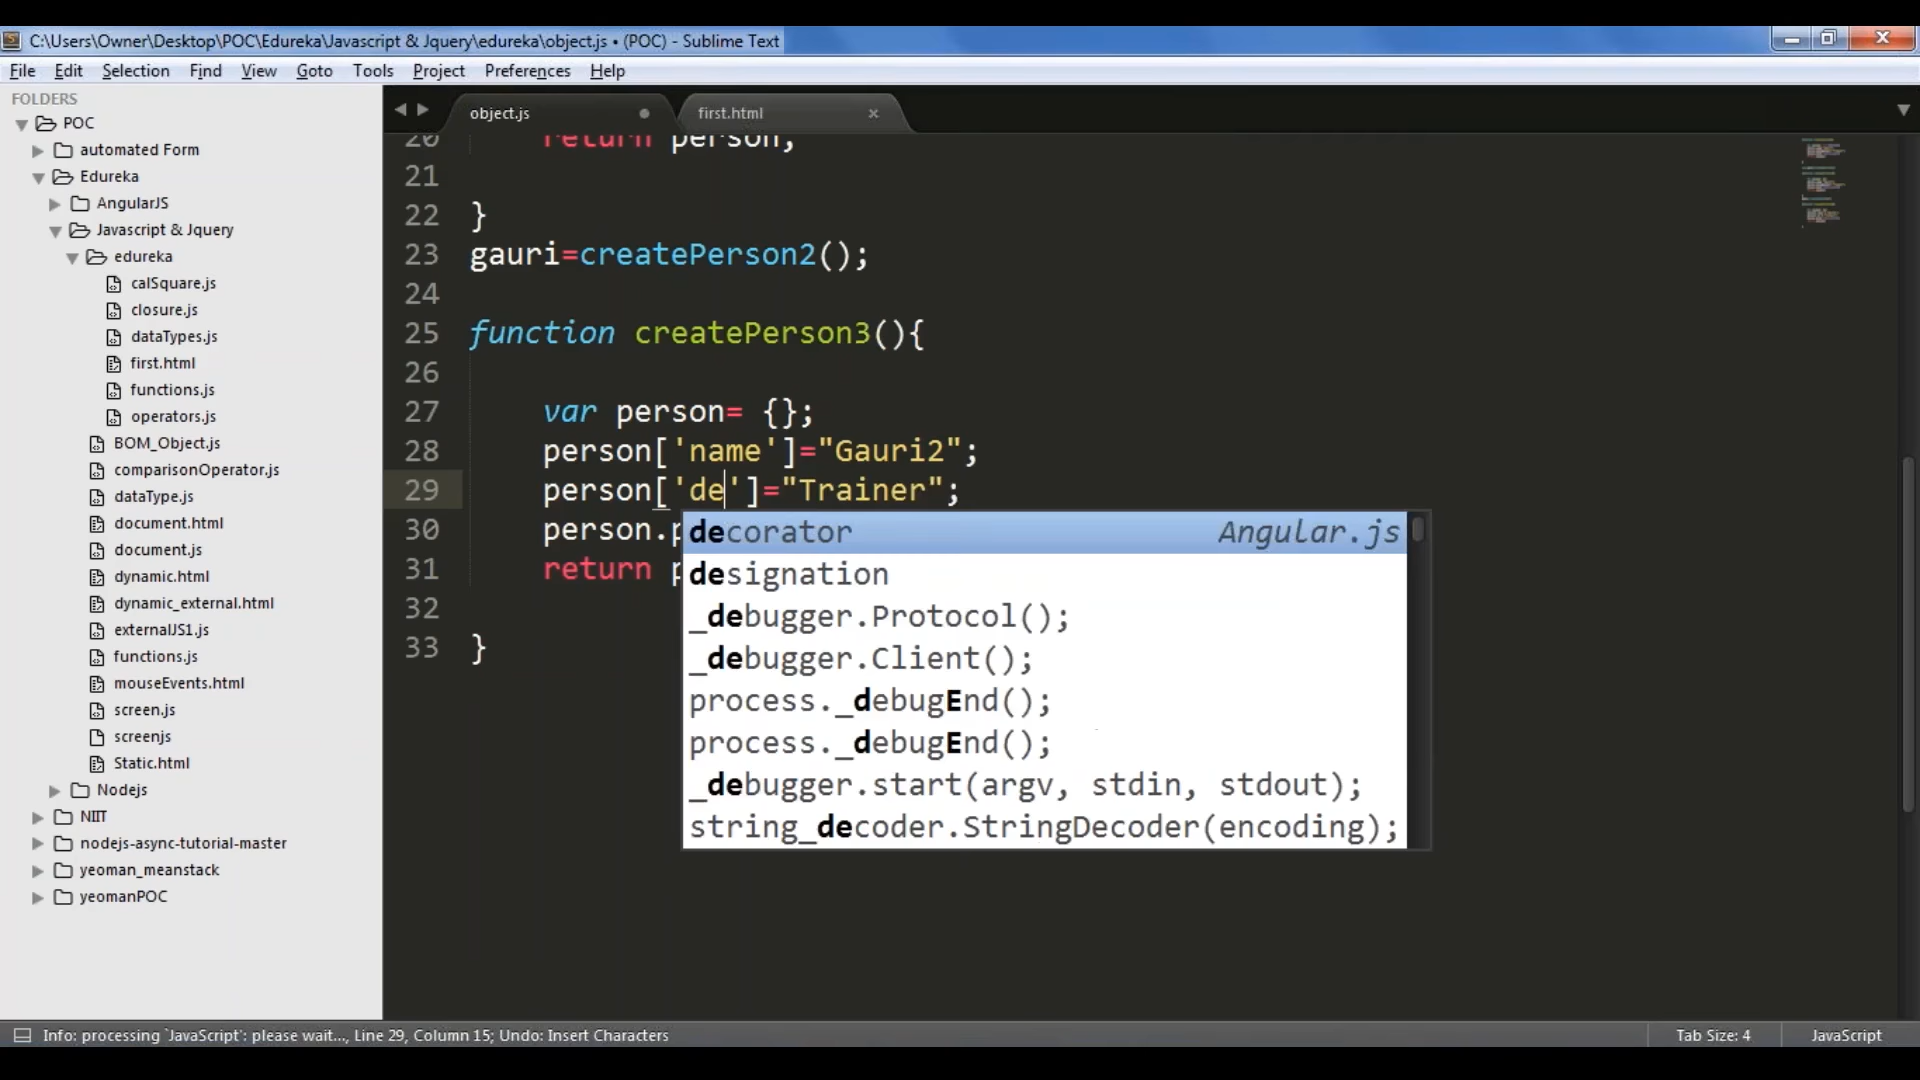 C:\Users\Owner\Desktop\POC\Edureka\Javascript & Jquery\edureka\object.js • (POC) - Sublime Text
File Edit Selection Find View Goto Tools Project Preferences Help
FOLDERS
POC
automated Form
Edureka
AngularJS
Javascript & Jquery
edureka
calSquare.js
closure.js
dataTypes.js
first.html
functions.js
operators.js
BOM_Object.js
comparisonOperator.js
dataType.js
document.html
document.js
dynamic.html
dynamic_external.html
externalJS1.js
functions.js
mouseEvents.html
screen.js
screenjs
Static.html
Nodejs
NIIT
nodejs-async-tutorial-master
yeoman_meanstack
yeomanPOC
object.js first.html
20 return person,
21
22 }
23 gauri=createPerson2();
24
25 function createPerson3(){
26
27 var person= {};
28 person['name']="Gauri2";
29 person['de']="Trainer";
30 person.p
31 return p
32
33 }
decorator Angular.js
designation
_debugger.Protocol();
_debugger.Client();
process._debugEnd();
process._debugEnd();
_debugger.start(argv, stdin, stdout);
string_decoder.StringDecoder(encoding);
Info: processing `JavaScript': please wait..., Line 29, Column 15; Undo: Insert Characters
Tab Size: 4 JavaScript